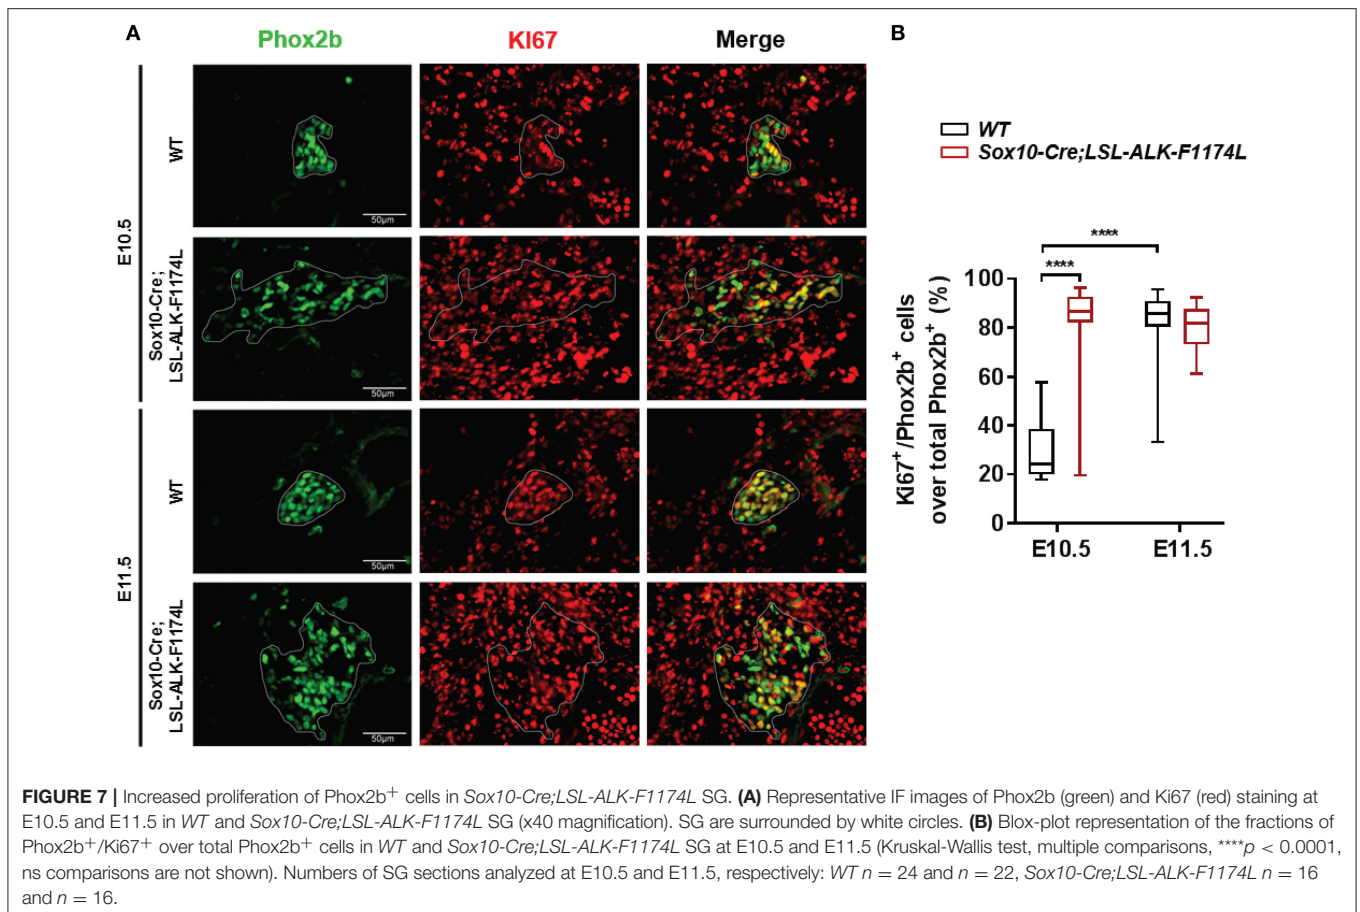 A
Phox2b
KI67
Merge
E10.5
WT
50µm
Sox10-Cre;
LSL-ALK-F1174L
50µm
E11.5
WT
50µm
Sox10-Cre;
LSL-ALK-F1174L
50µm
B
WT
Sox10-Cre;LSL-ALK-F1174L
Ki67+/Phox2b+ cells
over total Phox2b+ (%)
100
80
60
40
20
0
****
****
E10.5
E11.5
FIGURE 7 | Increased proliferation of Phox2b+ cells in Sox10-Cre;LSL-ALK-F1174L SG. (A) Representative IF images of Phox2b (green) and Ki67 (red) staining at
E10.5 and E11.5 in WT and Sox10-Cre;LSL-ALK-F1174L SG (x40 magnification). SG are surrounded by white circles. (B) Blox-plot representation of the fractions of
Phox2b+/Ki67+ over total Phox2b+ cells in WT and Sox10-Cre;LSL-ALK-F1174L SG at E10.5 and E11.5 (Kruskal-Wallis test, multiple comparisons, ****p < 0.0001,
ns comparisons are not shown). Numbers of SG sections analyzed at E10.5 and E11.5, respectively: WT n = 24 and n = 22, Sox10-Cre;LSL-ALK-F1174L n = 16
and n = 16.